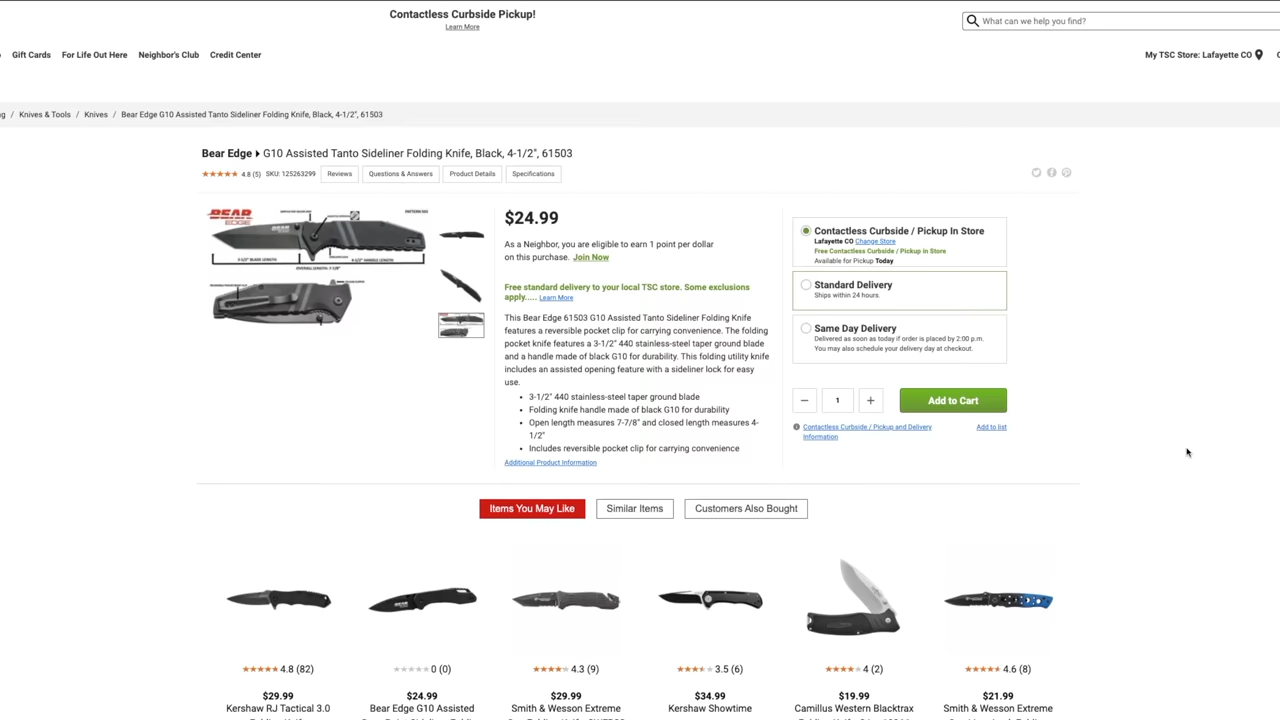 Contactless Curbside Pickup!
Learn More
What can we help you find?
Gift Cards
For Life Out Here
Neighbor's Club
Credit Center
My TSC Store: Lafayette CO
/ Knives & Tools / Knives / Bear Edge G10 Assisted Tanto Sideliner Folding Knife, Black, 4-1/2", 61503
Bear Edge G10 Assisted Tanto Sideliner Folding Knife, Black, 4-1/2", 61503
4.8 (5) SKU: 125263299 Reviews Questions & Answers Product Details Specifications
BEAR
EDGE
$24.99
As a Neighbor, you are eligible to earn 1 point per dollar
on this purchase. Join Now
Free standard delivery to your local TSC store. Some exclusions
apply..... Learn More
This Bear Edge 61503 G10 Assisted Tanto Sideliner Folding Knife
features a reversible pocket clip for carrying convenience. The folding
pocket knife features a 3-1/2" 440 stainless-steel taper ground blade
and a handle made of black G10 for durability. This folding utility knife
includes an assisted opening feature with a sideliner lock for easy
use.
• 3-1/2" 440 stainless-steel taper ground blade
• Folding knife handle made of black G10 for durability
• Open length measures 7-7/8" and closed length measures 4-
1/2"
• Includes reversible pocket clip for carrying convenience
Additional Product Information
Contactless Curbside / Pickup In Store
Lafayette CO Change Store
Free Contactless Curbside / Pickup in Store
Available for Pickup Today
Standard Delivery
Ships within 24 hours.
Same Day Delivery
Delivered as soon as today if order is placed by 2:00 p.m.
You may also schedule your delivery day at checkout.
− 1 + Add to Cart
Contactless Curbside / Pickup and Delivery
Information
Add to list
Items You May Like Similar Items Customers Also Bought
4.8 (82)
$29.99
Kershaw RJ Tactical 3.0
0 (0)
$24.99
Bear Edge G10 Assisted
4.3 (9)
$29.99
Smith & Wesson Extreme
3.5 (6)
$34.99
Kershaw Showtime
4 (2)
$19.99
Camillus Western Blacktrax
4.6 (8)
$21.99
Smith & Wesson Extreme